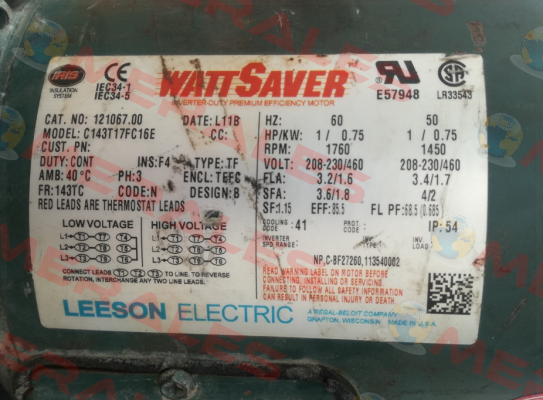 IRIS
INSULATION
SYSTEM
CE
IEC34-1
IEC34-5
WATTSAVER
INVERTER-DUTY PREMIUM EFFICIENCY MOTOR
E57948
LR33543
CAT. NO: 121067.00 DATE: L11B
MODEL: C143T17FC16E CC:
CUST. PN:
DUTY: CONT INS: F4 TYPE: TF
AMB: 40°C PH: 3 ENCL: TEFC
FR: 143TC CODE: N DESIGN: B
RED LEADS ARE THERMOSTAT LEADS
HZ: 60 50
HP/KW: 1 / 0.75 1 / 0.75
RPM: 1760 1450
VOLT: 208-230/460 208-230/460
FLA: 3.2/1.6 3.4/1.7
SFA: 3.6/1.8 4/2
SF: 1.15 EFF: 85.5 FL PF: 68.5 (0.685)
COOLING CODE: 41 PROT. CODE: IP: 54
INVERTER SPD RANGE: TYPE: INV. LOAD:
LOW VOLTAGE HIGH VOLTAGE
CONNECT LEADS T1 T2 T3 TO LINE. TO REVERSE
ROTATION, INTERCHANGE ANY TWO LINE LEADS.
NP.C-BF27260,113540002
READ WARNING LABEL ON MOTOR BEFORE
CONNECTING, INSTALLING OR SERVICING
FAILURE TO FOLLOW ALL SAFETY INFORMATION
CAN RESULT IN PERSONAL INJURY OR DEATH.
LEESON ELECTRIC
A REGAL-BELOIT COMPANY
GRAFTON, WISCONSIN MADE IN U.S.A.
MERALES